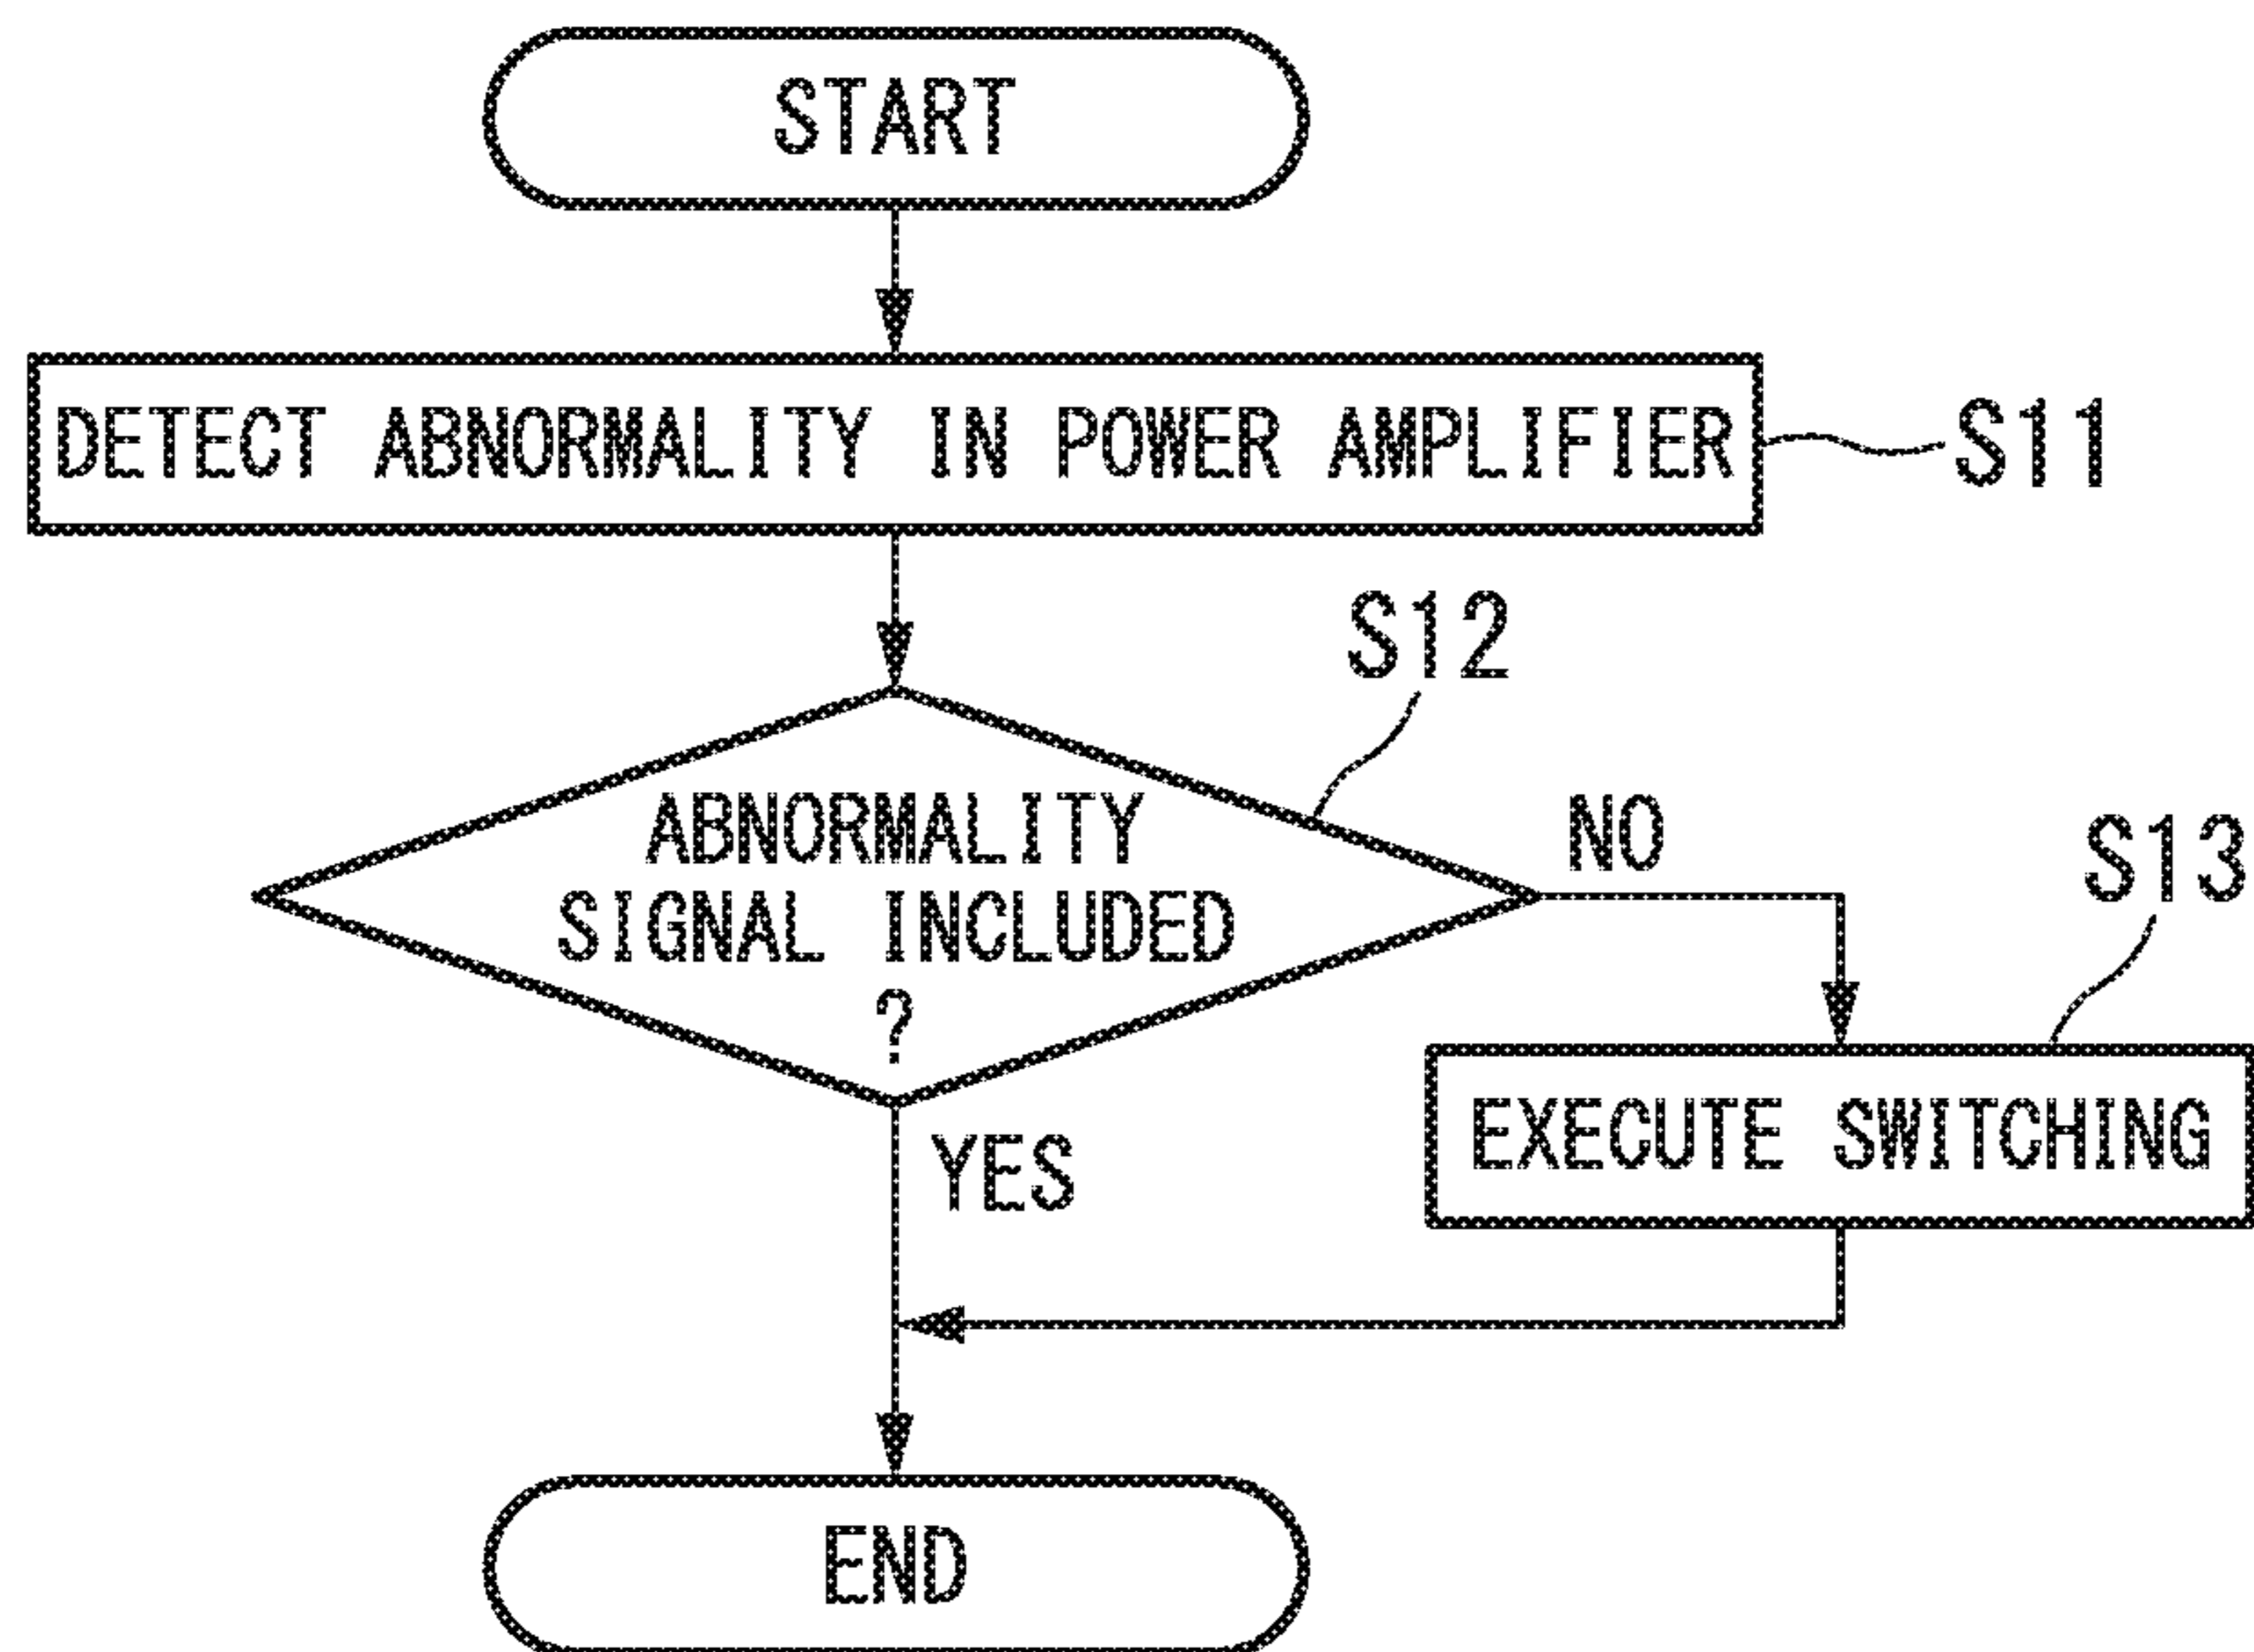 START
DETECT ABNORMALITY IN POWER AMPLIFIER
S11
S12
ABNORMALITY
SIGNAL INCLUDED
?
NO
S13
YES
EXECUTE SWITCHING
END